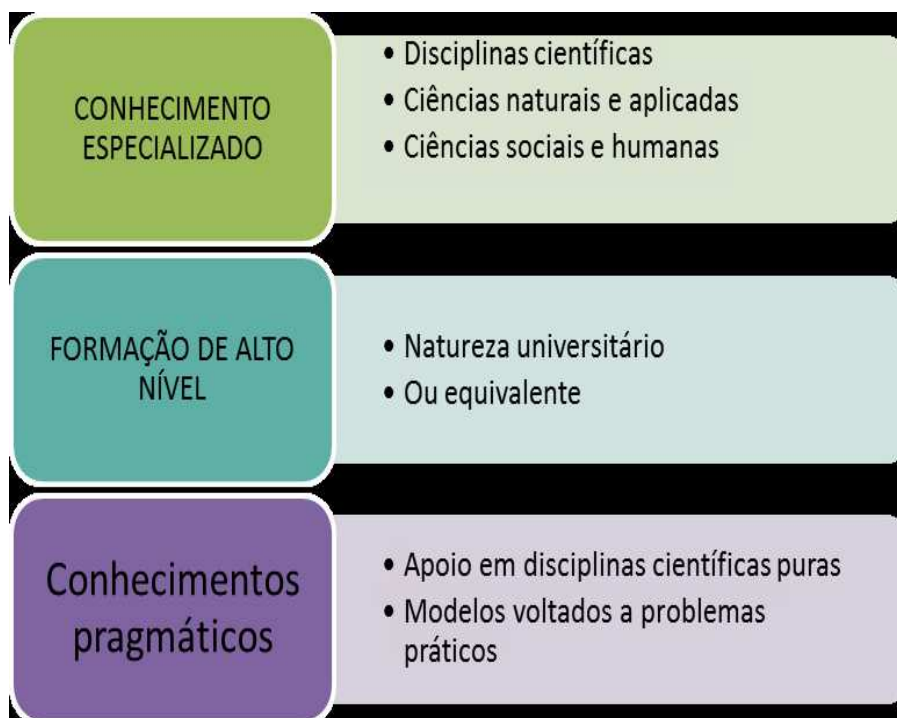 CONHECIMENTO
ESPECIALIZADO
• Disciplinas científicas
• Ciências naturais e aplicadas
• Ciências sociais e humanas
FORMAÇÃO DE ALTO
NÍVEL
• Natureza universitário
• Ou equivalente
Conhecimentos
pragmáticos
• Apoio em disciplinas científicas puras
• Modelos voltados a problemas
práticos